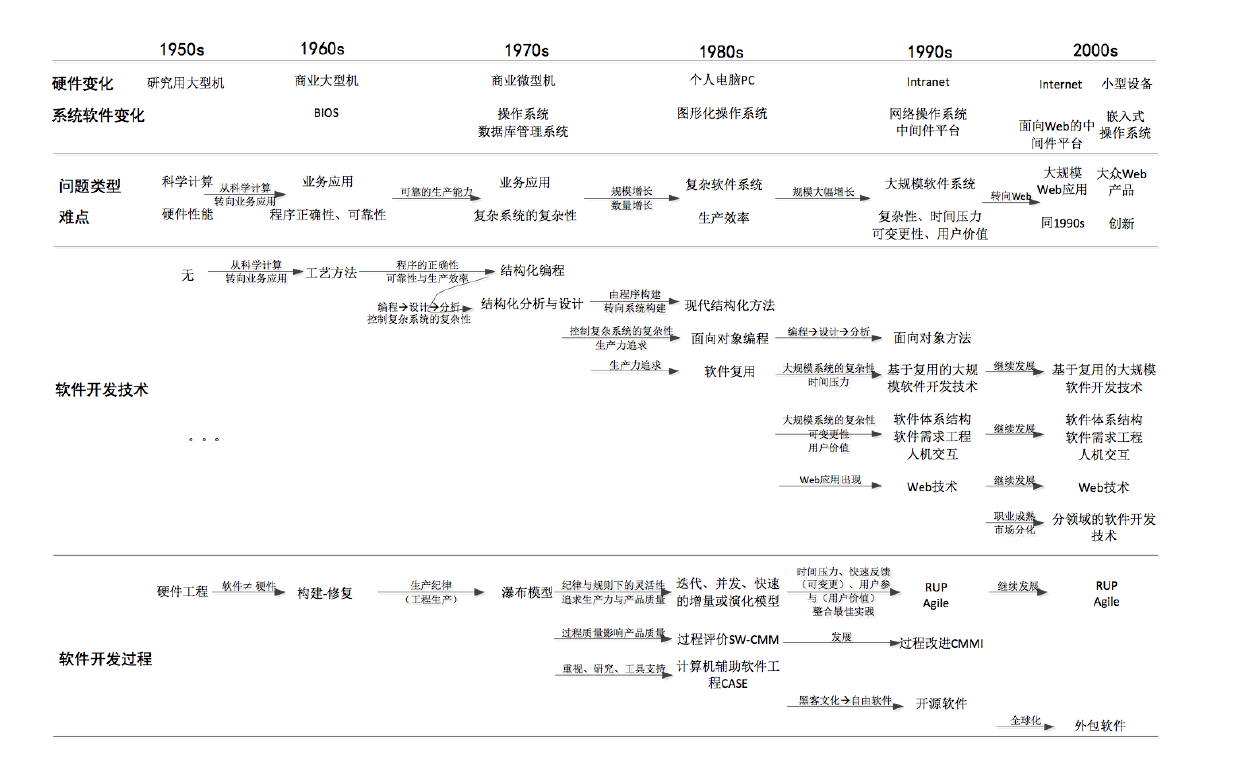 1950s 1960s 1970s 1980s 1990s 2000s
硬件变化 研究用大型机 商业大型机 商业微型机 个人电脑PC Intranet Internet 小型设备
系统软件变化 BIOS 操作系统 图形化操作系统 网络操作系统 面向Web的中 嵌入式
数据库管理系统 中间件平台 间件平台 操作系统
问题类型 科学计算 从科学计算 业务应用 可靠的生产能力 业务应用 规模增长 复杂软件系统 规模大幅增长 大规模软件系统 转向Web 大规模 大众Web
转向业务应用 数量增长 Web应用 产品
难点 硬件性能 程序正确性、可靠性 复杂系统的复杂性 生产效率 复杂性、时间压力 同1990s 创新
可变更性、用户价值
无 从科学计算 工艺方法 程序的正确性 结构化编程
转向业务应用 可靠性与生产效率
编程→设计→分析 结构化分析与设计 由程序构建 现代结构化方法
控制复杂系统的复杂性 转向系统构建
控制复杂系统的复杂性 面向对象编程 编程→设计→分析 面向对象方法
生产力追求
生产力追求 软件复用 大规模系统的复杂性 基于复用的大规 继续发展 基于复用的大规模
时间压力 模软件开发技术 软件开发技术
软件开发技术
大规模系统的复杂性 软件体系结构 软件体系结构
。。。 可变更性 软件需求工程 继续发展 软件需求工程
用户价值 人机交互 人机交互
Web应用出现 Web技术 继续发展 Web技术
职业成熟 分领域的软件开发
市场分化 技术
硬件工程 软件≠硬件 构建-修复 生产纪律 瀑布模型 纪律与规则下的灵活性 迭代、并发、快速 时间压力、快速反馈 RUP 继续发展 RUP
（工程生产） 追求生产力与产品质量 的增量或演化模型 （可变更）、用户参 Agile Agile
与（用户价值）
整合最佳实践
过程质量影响产品质量 过程评价SW-CMM 发展 过程改进CMMI
软件开发过程
重视、研究、工具支持 计算机辅助软件工
程CASE
黑客文化→自由软件 开源软件
全球化 外包软件